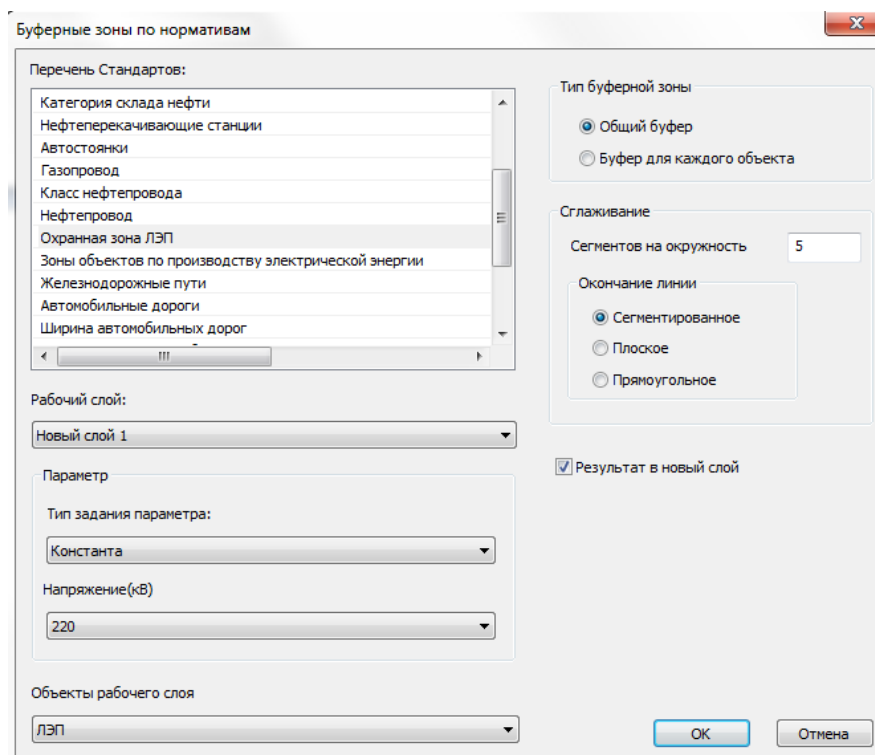 Буферные зоны по нормативам
Перечень Стандартов:
Категория склада нефти
Нефтеперекачивающие станции
Автостоянки
Газопровод
Класс нефтепровода
Нефтепровод
Охранная зона ЛЭП
Зоны объектов по производству электрической энергии
Железнодорожные пути
Автомобильные дороги
Ширина автомобильных дорог
Рабочий слой:
Новый слой 1
Параметр
Тип задания параметра:
Константа
Напряжение(кВ)
220
Объекты рабочего слоя
ЛЭП
Тип буферной зоны
Общий буфер
Буфер для каждого объекта
Сглаживание
Сегментов на окружность 5
Окончание линии
Сегментированное
Плоское
Прямоугольное
Результат в новый слой
OK Отмена